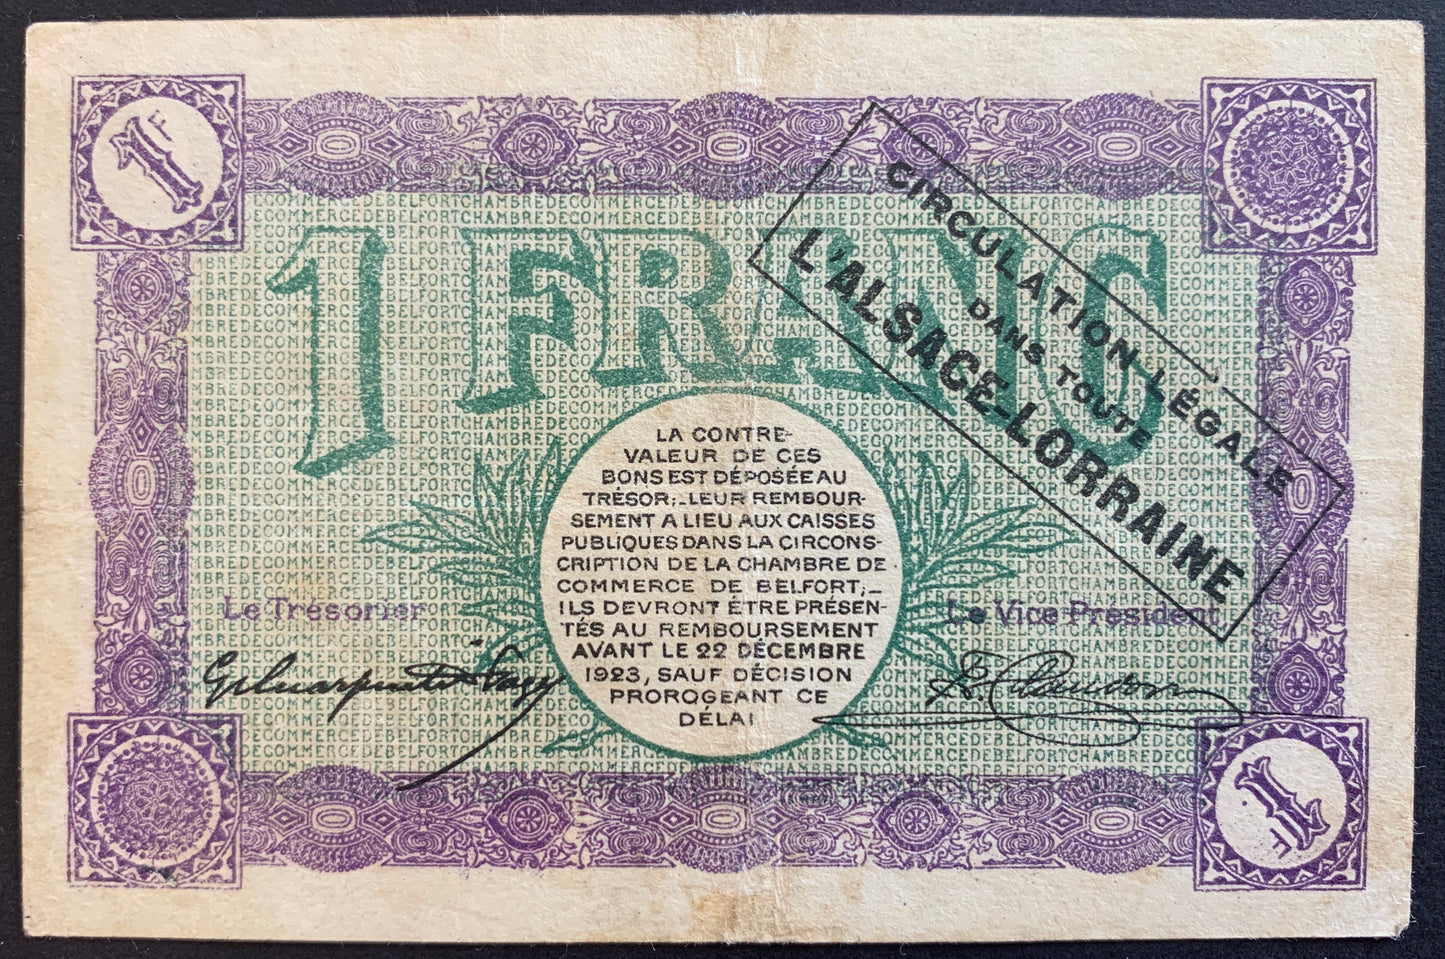 1F
1 FRANC
CIRCULATION LÉGALE
DANS TOUTE
L'ALSACE-LORRAINE
LA CONTRE-
VALEUR DE CES
BONS EST DÉPOSÉE AU
TRÉSOR;_LEUR REMBOUR-
SEMENT A LIEU AUX CAISSES
PUBLIQUES DANS LA CIRCONS-
CRIPTION DE LA CHAMBRE DE
COMMERCE DE BELFORT,_
ILS DEVRONT ÊTRE PRÉSEN-
TÉS AU REMBOURSEMENT
AVANT LE 22 DÉCEMBRE
1923, SAUF DÉCISION
PROROGEANT CE
DÉLAI
Le Trésorier
Le Vice-Président
1F